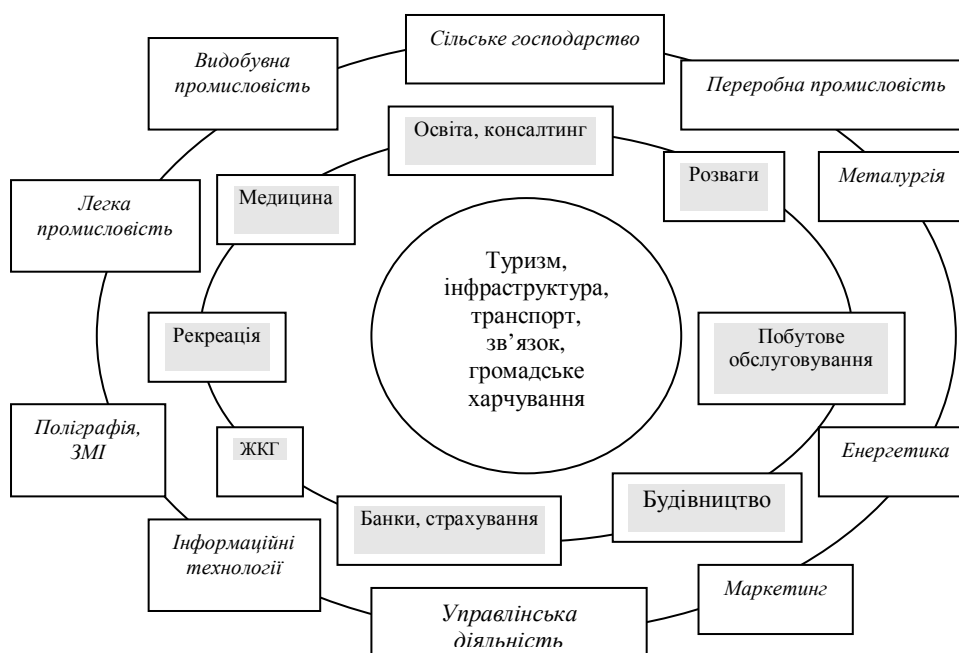 Сільське господарство
Видобувна
промисловість
Переробна промисловість
Освіта, консалтинг
Розваги
Металургія
Медицина
Легка
промисловість
Туризм,
інфраструктура,
транспорт,
зв’язок,
громадське
харчування
Рекреація
Побутове
обслуговування
Поліграфія,
ЗМІ
ЖКГ
Енергетика
Будівництво
Банки, страхування
Інформаційні
технології
Маркетинг
Управлінська
діяльність